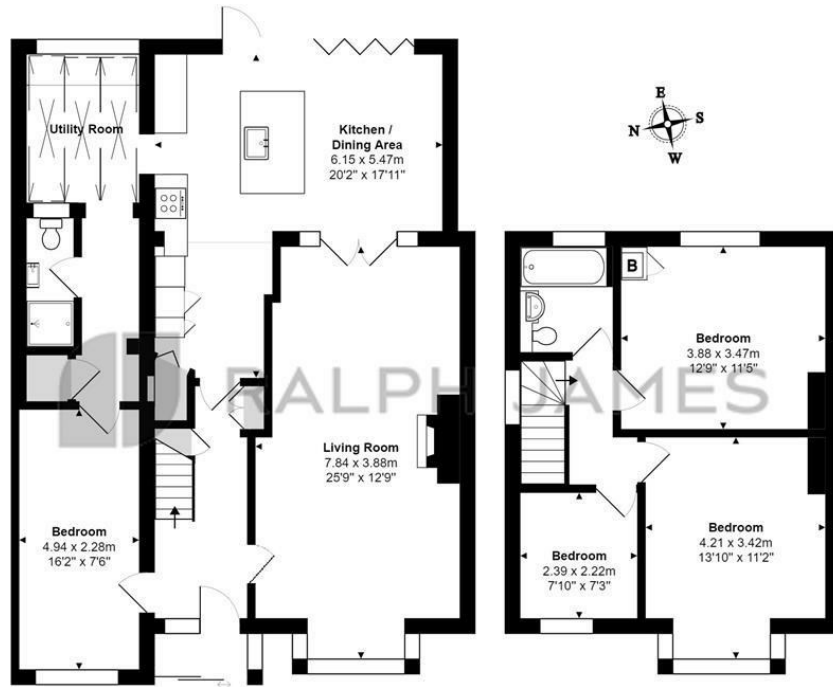 Utility Room
Kitchen /
Dining Area
6.15 x 5.47m
20'2" x 17'11"
E
N
S
W
B
Bedroom
3.88 x 3.47m
12'9" x 11'5"
RALPH JAMES
Living Room
7.84 x 3.88m
25'9" x 12'9"
Bedroom
4.94 x 2.28m
16'2" x 7'6"
Bedroom
2.39 x 2.22m
7'10" x 7'3"
Bedroom
4.21 x 3.42m
13'10" x 11'2"